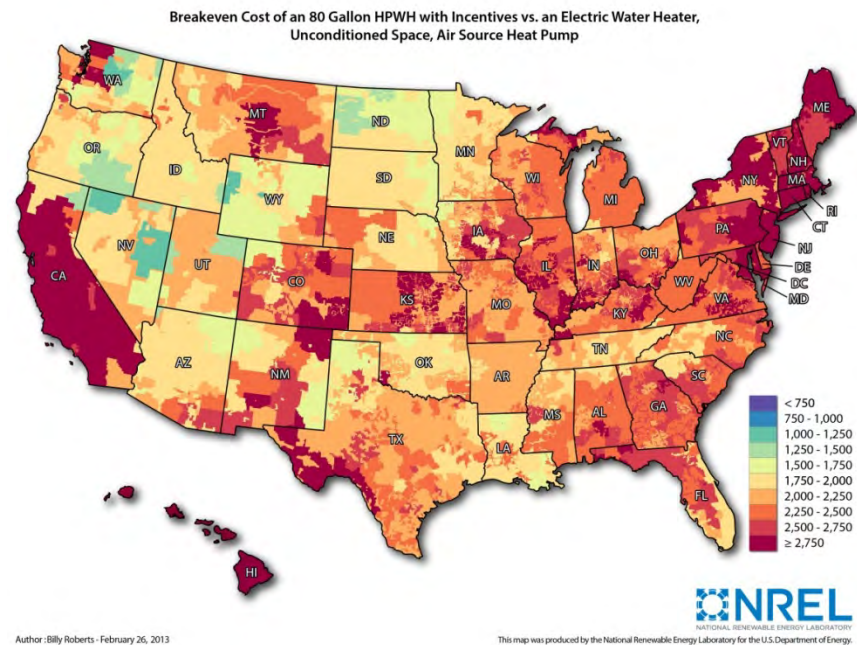 Breakeven Cost of an 80 Gallon HPWH with Incentives vs. an Electric Water Heater,
Unconditioned Space, Air Source Heat Pump
WA
MT
ND
MN
ME
VT
NH
OR
ID
SD
WI
MI
NY
MA
WY
RI
CT
NE
IA
PA
NJ
NV
UT
OH
DE
IL
IN
DC
CA
CO
WV
MD
KS
MO
KY
VA
TN
NC
AZ
NM
OK
AR
SC
MS
AL
GA
TX
LA
FL
HI
< 750
750 - 1,000
1,000 - 1,250
1,250 - 1,500
1,500 - 1,750
1,750 - 2,000
2,000 - 2,250
2,250 - 2,500
2,500 - 2,750
≥ 2,750
NREL
NATIONAL RENEWABLE ENERGY LABORATORY
Author : Billy Roberts - February 26, 2013
This map was produced by the National Renewable Energy Laboratory for the U.S. Department of Energy.